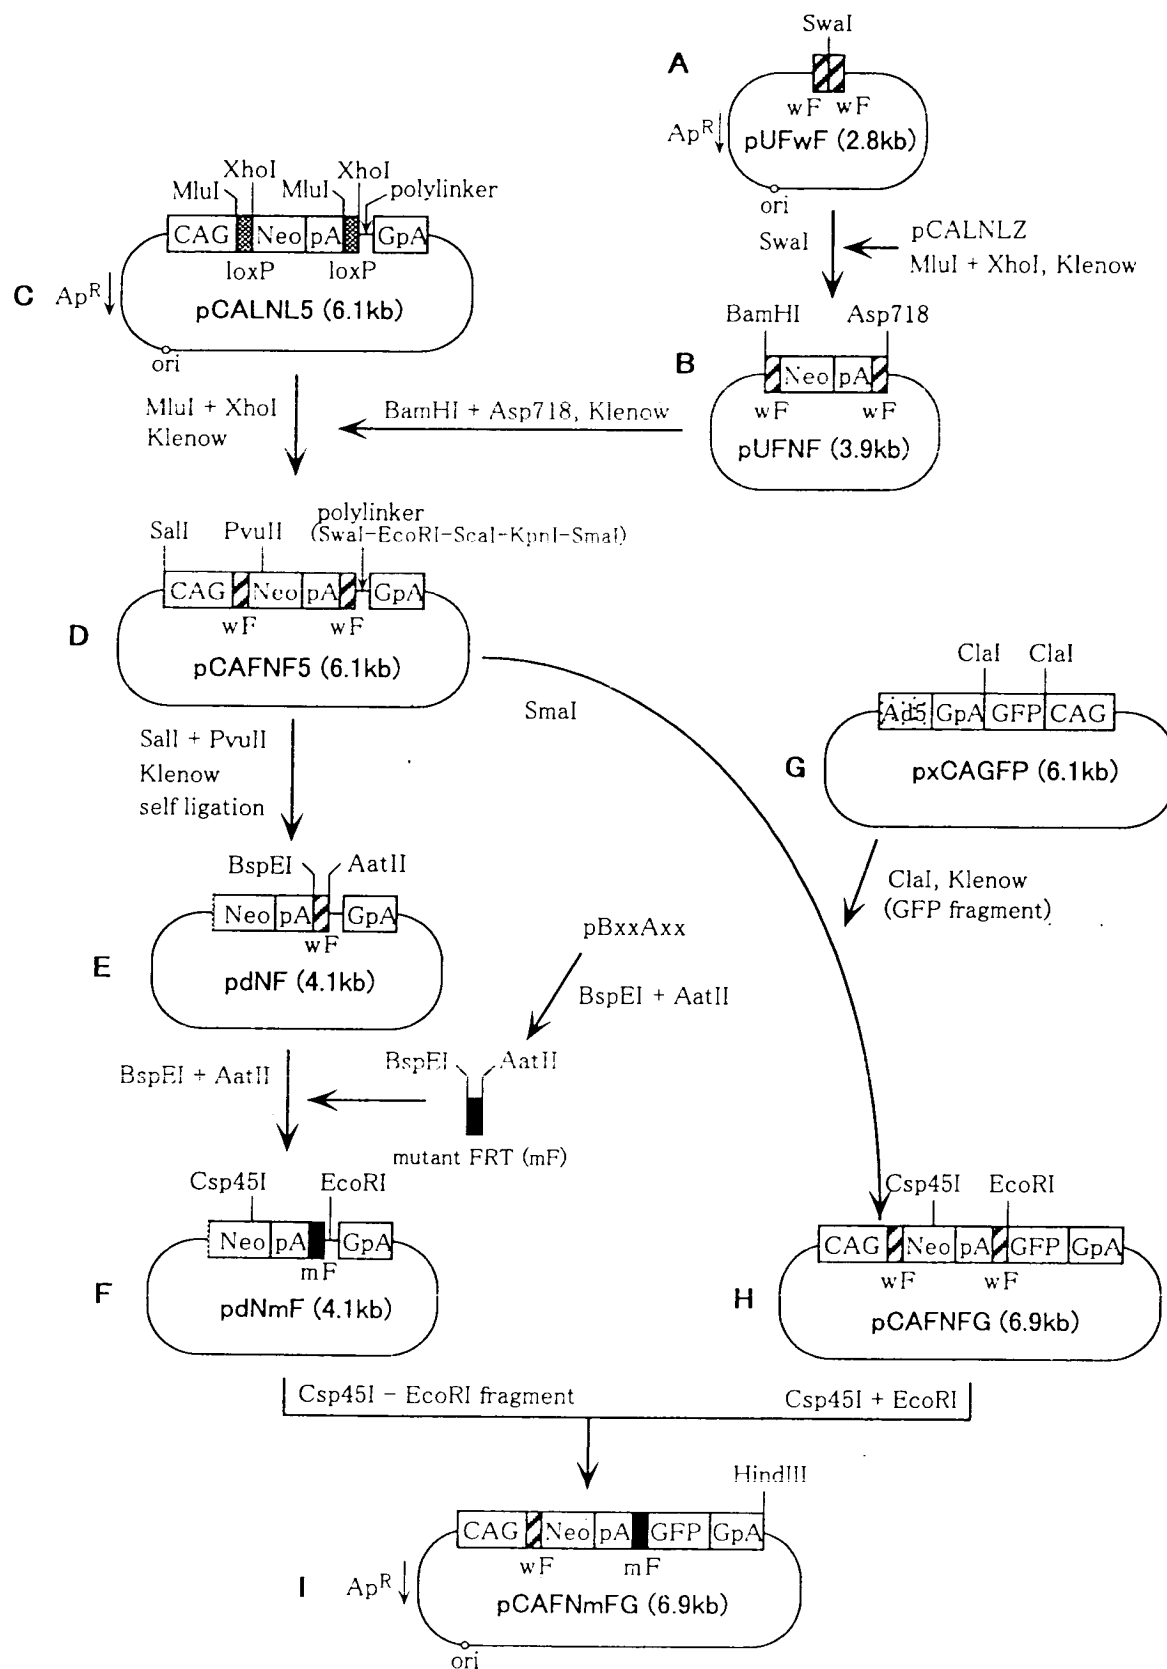 SwaI
A
wF wF
Ap^R
pUFwF (2.8kb)
ori
SwaI
pCALNLZ
MluI + XhoI, Klenow
XhoI XhoI
MluI MluI polylinker
CAG Neo pA GpA
loxP loxP
C Ap^R
pCALNL5 (6.1kb)
ori
BamHI Asp718
B
Neo pA
wF wF
pUFNF (3.9kb)
MluI + XhoI
Klenow
BamHI + Asp718, Klenow
polylinker
SalI PvuII (SwaI-EcoRI-ScaI-KpnI-SmaI)
CAG Neo pA GpA
wF wF
D
pCAFNF5 (6.1kb)
SmaI
SalI + PvuII
Klenow
self ligation
ClaI ClaI
Ad5 GpA GFP CAG
G
pxCAGFP (6.1kb)
ClaI, Klenow
(GFP fragment)
BspEI AatII
Neo pA GpA
wF
E
pdNF (4.1kb)
pBxxAxx
BspEI + AatII
BspEI + AatII
BspEI AatII
mutant FRT (mF)
Csp45I EcoRI
Neo pA GpA
mF
F
pdNmF (4.1kb)
Csp45I EcoRI
CAG Neo pA GFP GpA
wF wF
H
pCAFNFG (6.9kb)
Csp45I - EcoRI fragment
Csp45I + EcoRI
HindIII
CAG Neo pA GFP GpA
wF mF
I Ap^R
pCAFNmFG (6.9kb)
ori